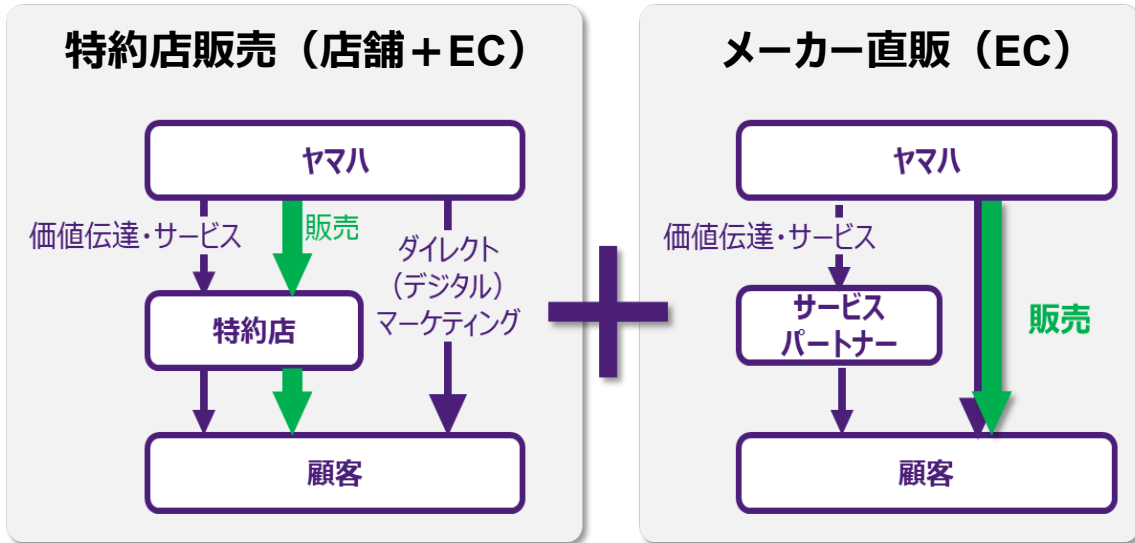 特約店販売（店舗＋EC）
ヤマハ
価値伝達・サービス
販売
ダイレクト
（デジタル）
マーケティング
特約店
顧客
メーカー直販（EC）
ヤマハ
価値伝達・サービス
サービス
パートナー
販売
顧客